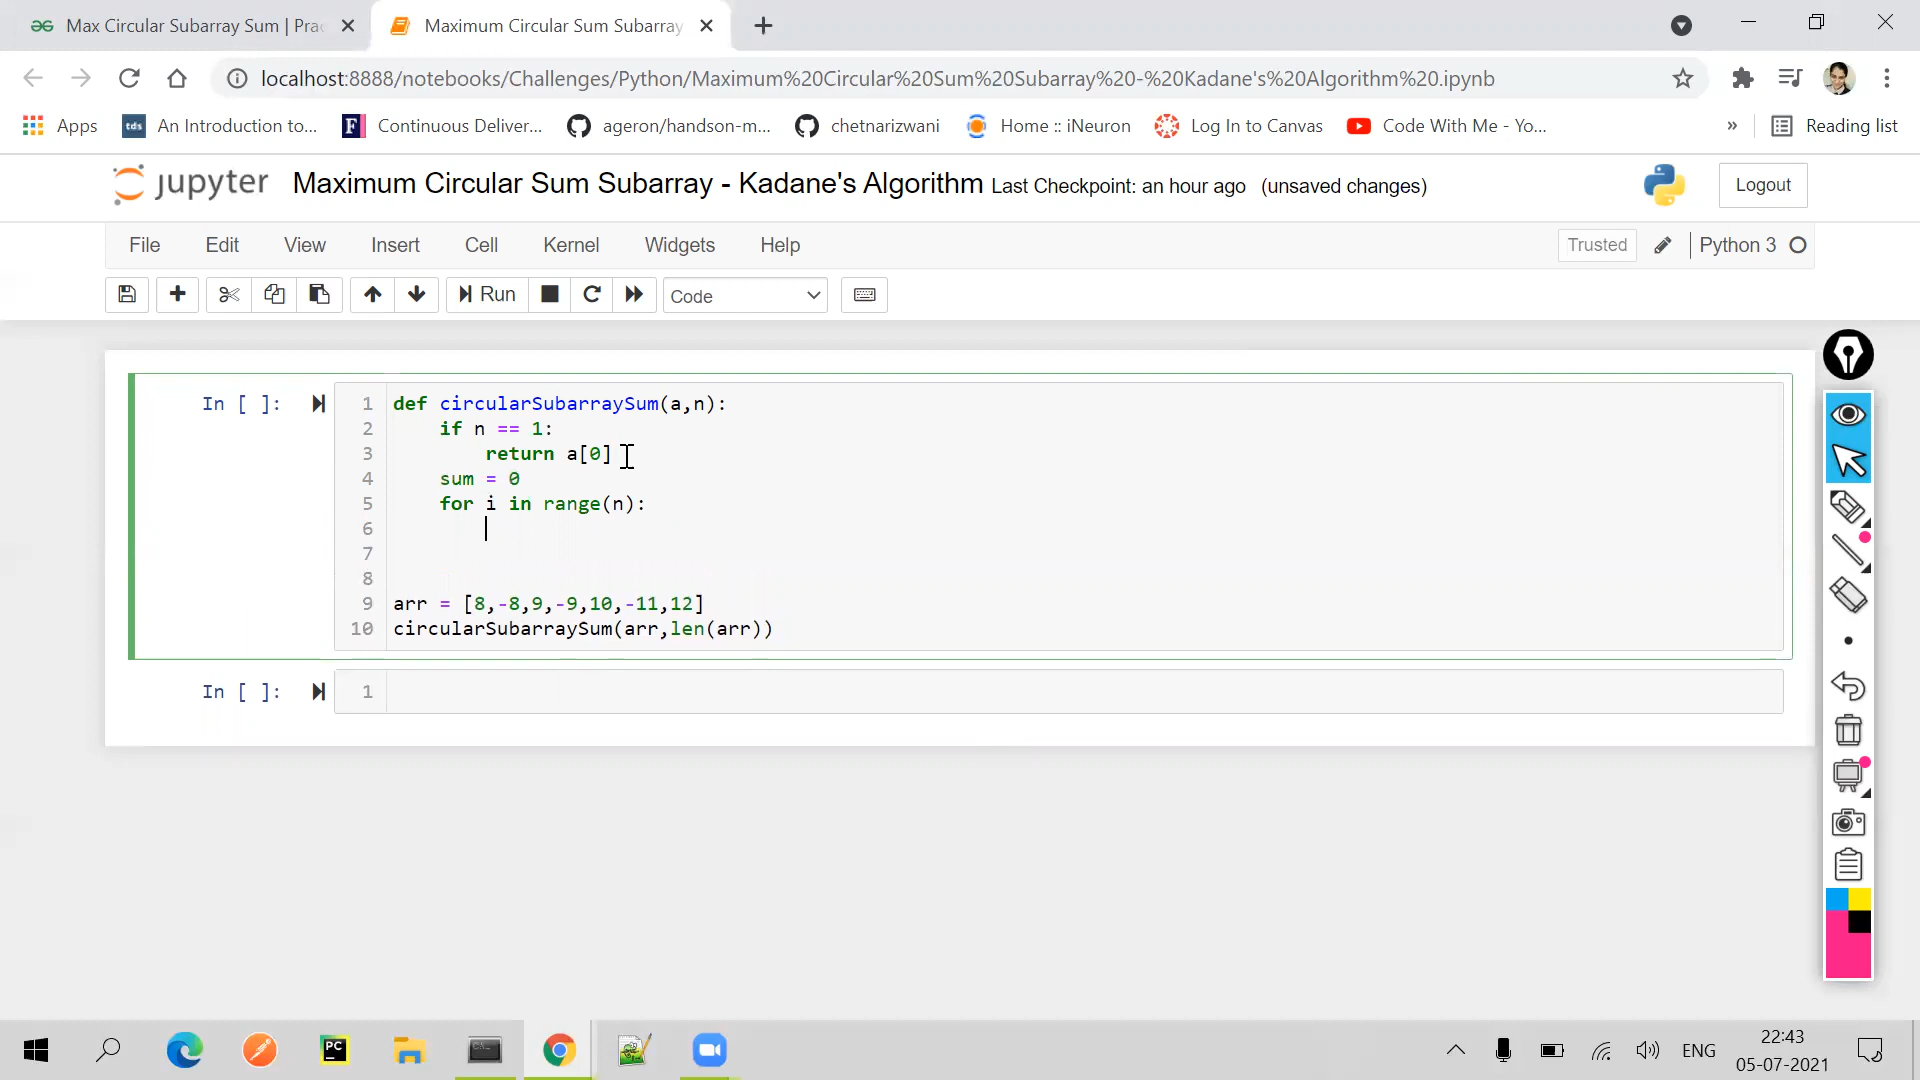 Max Circular Subarray Sum | Prac
Maximum Circular Sum Subarray
localhost:8888/notebooks/Challenges/Python/Maximum%20Circular%20Sum%20Subarray%20-%20Kadane's%20Algorithm%20.ipynb
Apps
tds An Introduction to...
F Continuous Deliver...
ageron/handson-m...
chetnarizwani
Home :: iNeuron
Log In to Canvas
Code With Me - Yo...
»
Reading list
jupyter Maximum Circular Sum Subarray - Kadane's Algorithm Last Checkpoint: an hour ago (unsaved changes)
Logout
File Edit View Insert Cell Kernel Widgets Help
Trusted
Python 3
Run
Code
In [ ]:
1 def circularSubarraySum(a,n):
2 if n == 1:
3 return a[0]
4 sum = 0
5 for i in range(n):
6
7
8
9 arr = [8,-8,9,-9,10,-11,12]
10 circularSubarraySum(arr,len(arr))
In [ ]:
1
PC
ENG
22:43
05-07-2021